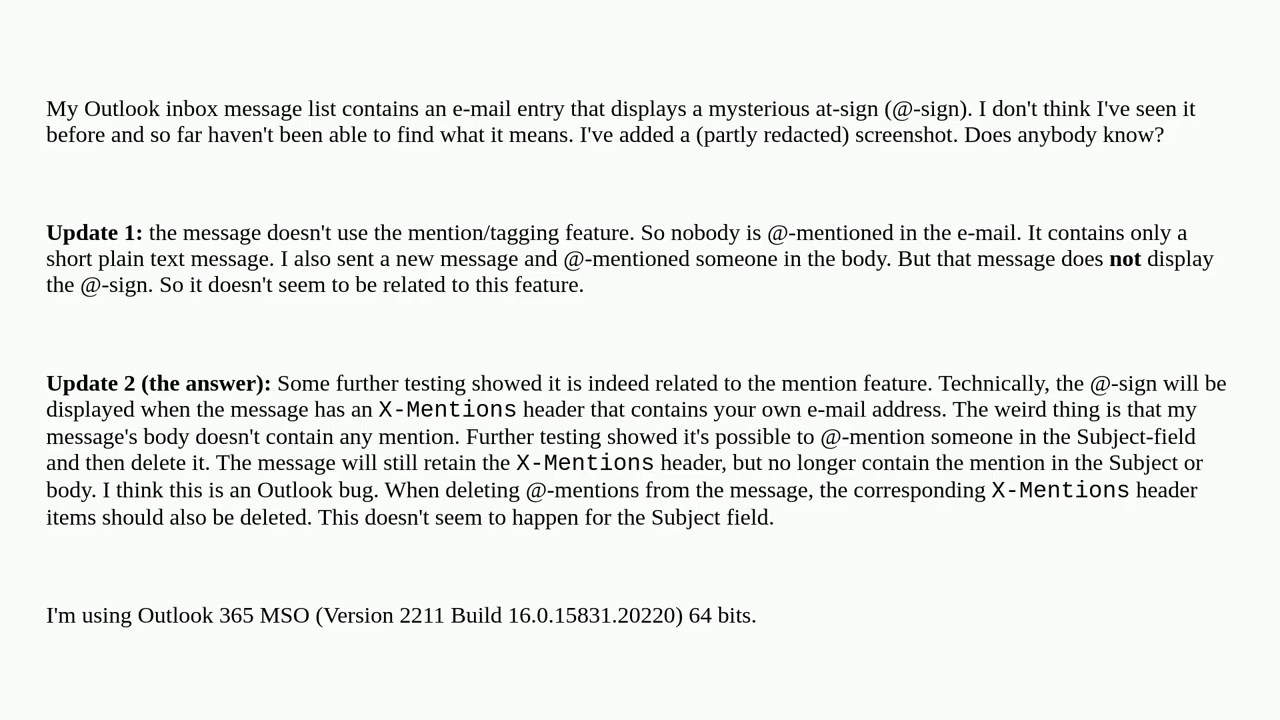 My Outlook inbox message list contains an e-mail entry that displays a mysterious at-sign (@-sign). I don't think I've seen it
before and so far haven't been able to find what it means. I've added a (partly redacted) screenshot. Does anybody know?
Update 1: the message doesn't use the mention/tagging feature. So nobody is @-mentioned in the e-mail. It contains only a
short plain text message. I also sent a new message and @-mentioned someone in the body. But that message does not display
the @-sign. So it doesn't seem to be related to this feature.
Update 2 (the answer): Some further testing showed it is indeed related to the mention feature. Technically, the @-sign will be
displayed when the message has an X-Mentions header that contains your own e-mail address. The weird thing is that my
message's body doesn't contain any mention. Further testing showed it's possible to @-mention someone in the Subject-field
and then delete it. The message will still retain the X-Mentions header, but no longer contain the mention in the Subject or
body. I think this is an Outlook bug. When deleting @-mentions from the message, the corresponding X-Mentions header
items should also be deleted. This doesn't seem to happen for the Subject field.
I'm using Outlook 365 MSO (Version 2211 Build 16.0.15831.20220) 64 bits.